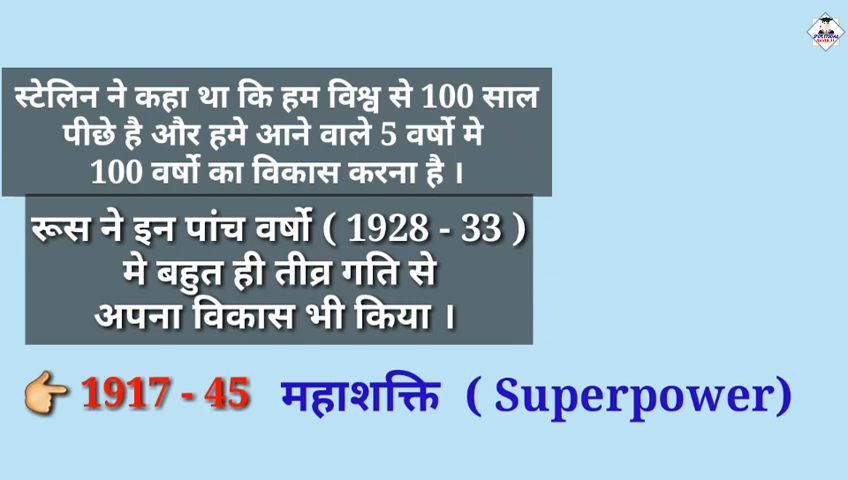 स्टेलिन ने कहा था कि हम विश्व से 100 साल
पीछे है और हमे आने वाले 5 वर्षो मे
100 वर्षो का विकास करना है ।
रूस ने इन पांच वर्षो ( 1928 - 33 )
मे बहुत ही तीव्र गति से
अपना विकास भी किया ।
1917 - 45 महाशक्ति ( Superpower)